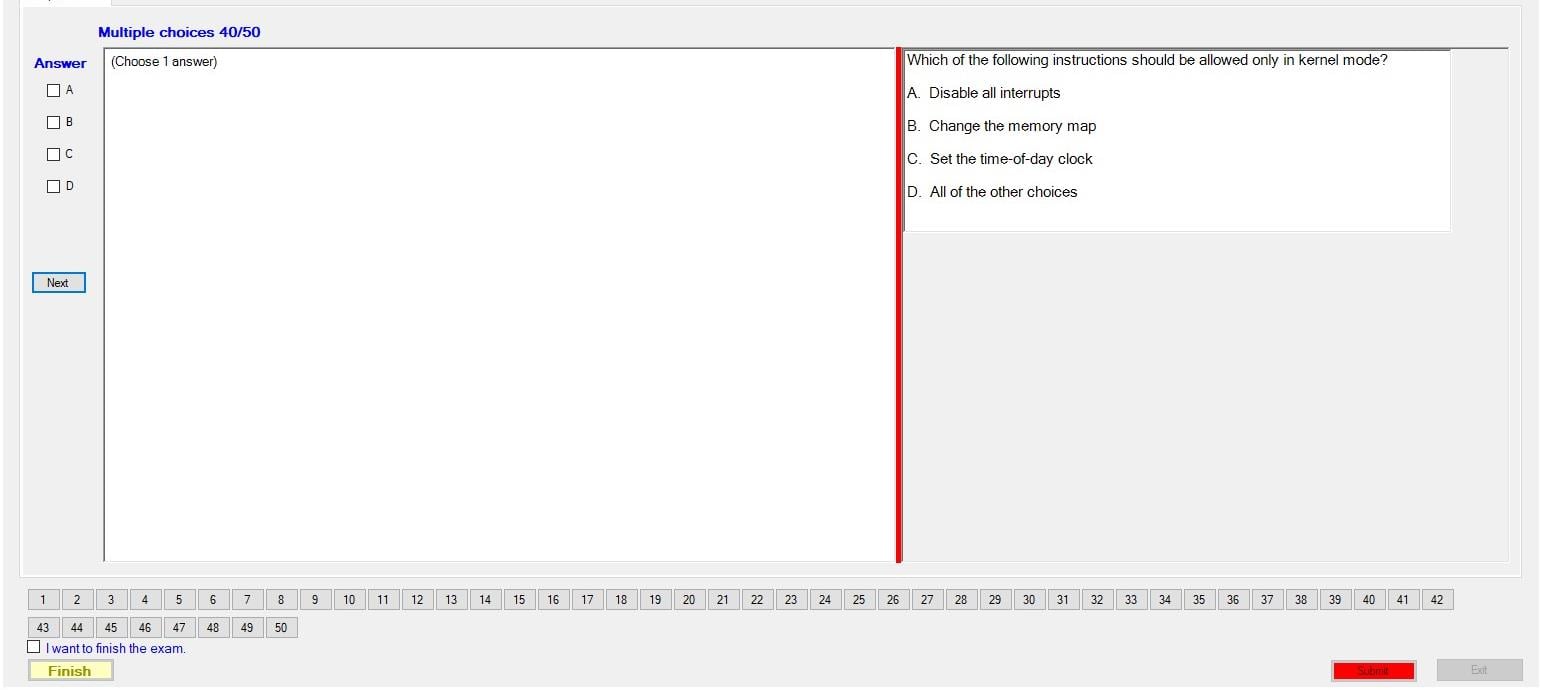 Multiple choices 40/50
Answer
(Choose 1 answer)
A
B
C
D
Next
Which of the following instructions should be allowed only in kernel mode?
A. Disable all interrupts
B. Change the memory map
C. Set the time-of-day clock
D. All of the other choices
1 2 3 4 5 6 7 8 9 10 11 12 13 14 15 16 17 18 19 20 21 22 23 24 25 26 27 28 29 30 31 32 33 34 35 36 37 38 39 40 41 42
43 44 45 46 47 48 49 50
I want to finish the exam.
Finish
Submit
Exit